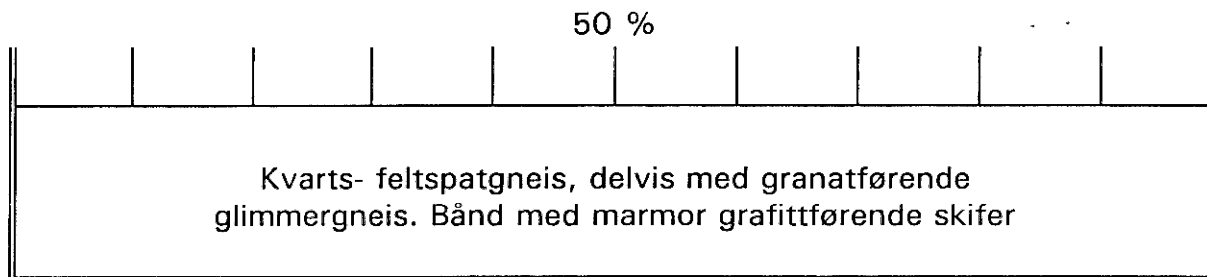 50 %
Kvarts- feltspatgneis, delvis med granatførende
glimmergneis. Bånd med marmor grafittførende skifer